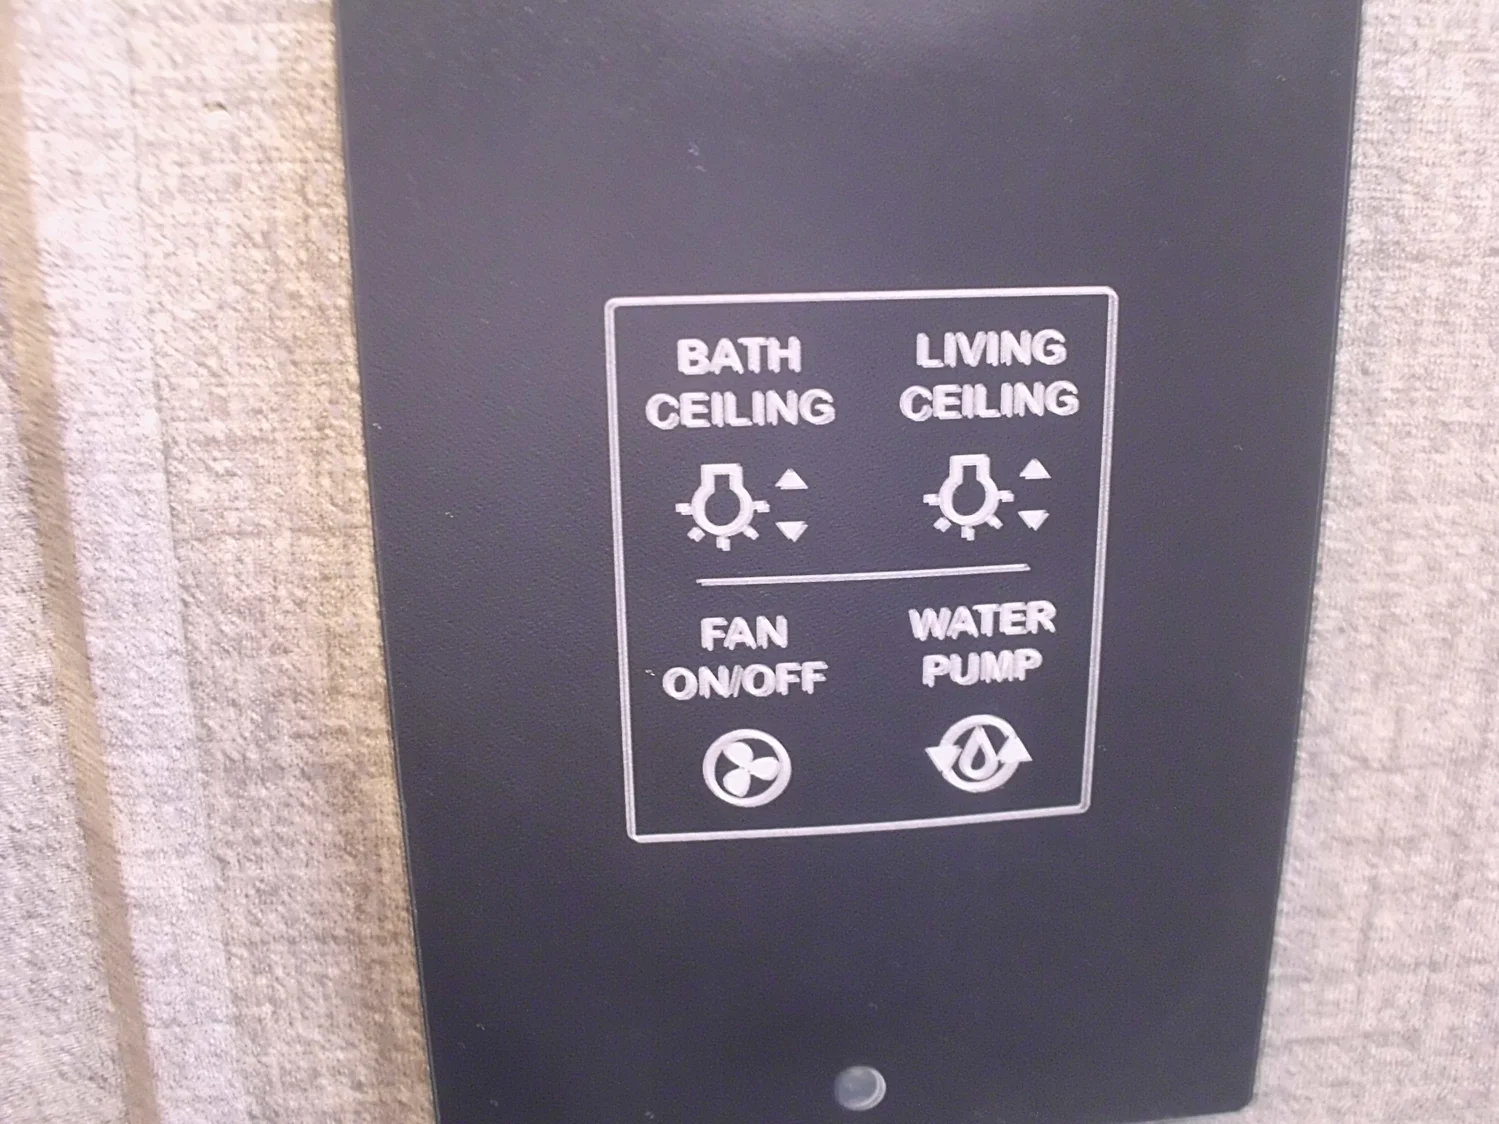 BATH
CEILING
LIVING
CEILING
FAN
ON/OFF
WATER
PUMP